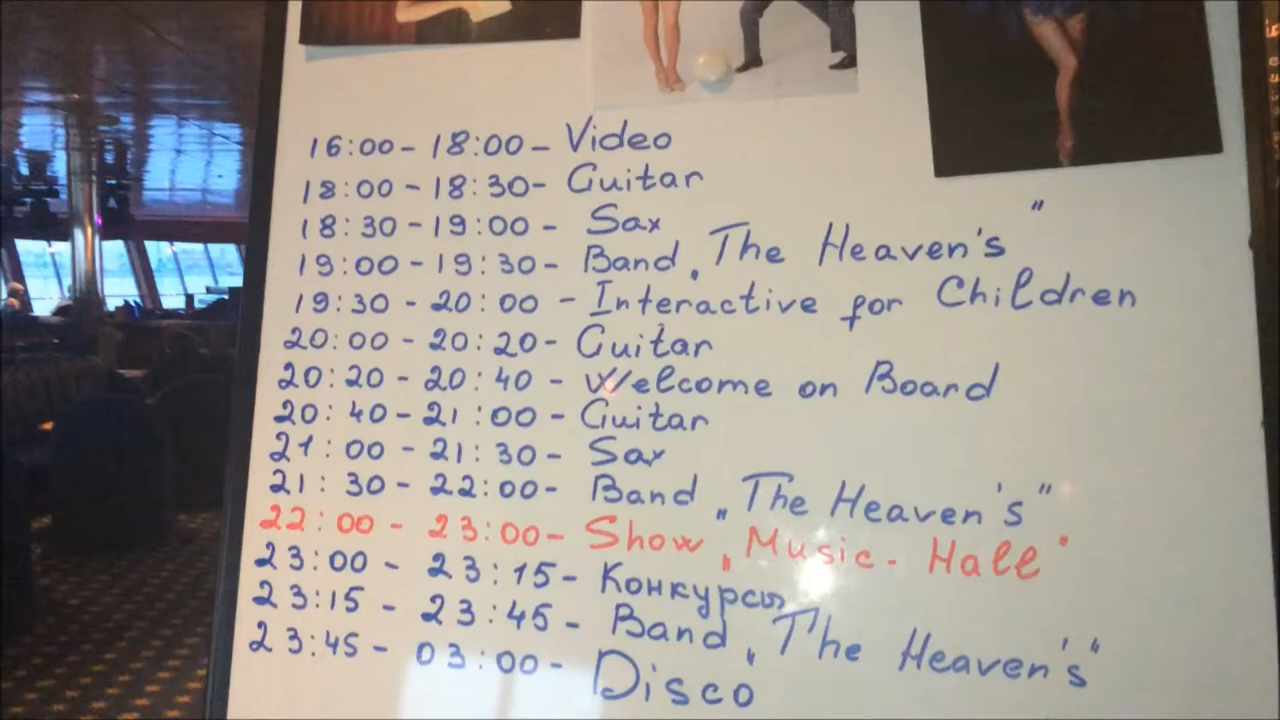 16:00 - 18:00 - Video
18:00 - 18:30 - Guitar
18:30 - 19:00 - Sax
19:00 - 19:30 - Band „The Heaven's"
19:30 - 20:00 - Interactive for Children
20:00 - 20:20 - Guitar
20:20 - 20:40 - Welcome on Board
20:40 - 21:00 - Guitar
21:00 - 21:30 - Sax
21:30 - 22:00 - Band „The Heaven's"
22:00 - 23:00 - Show „Music-Hall"
23:00 - 23:15 - Конкурсы
23:15 - 23:45 - Band „The Heaven's"
23:45 - 03:00 - Disco